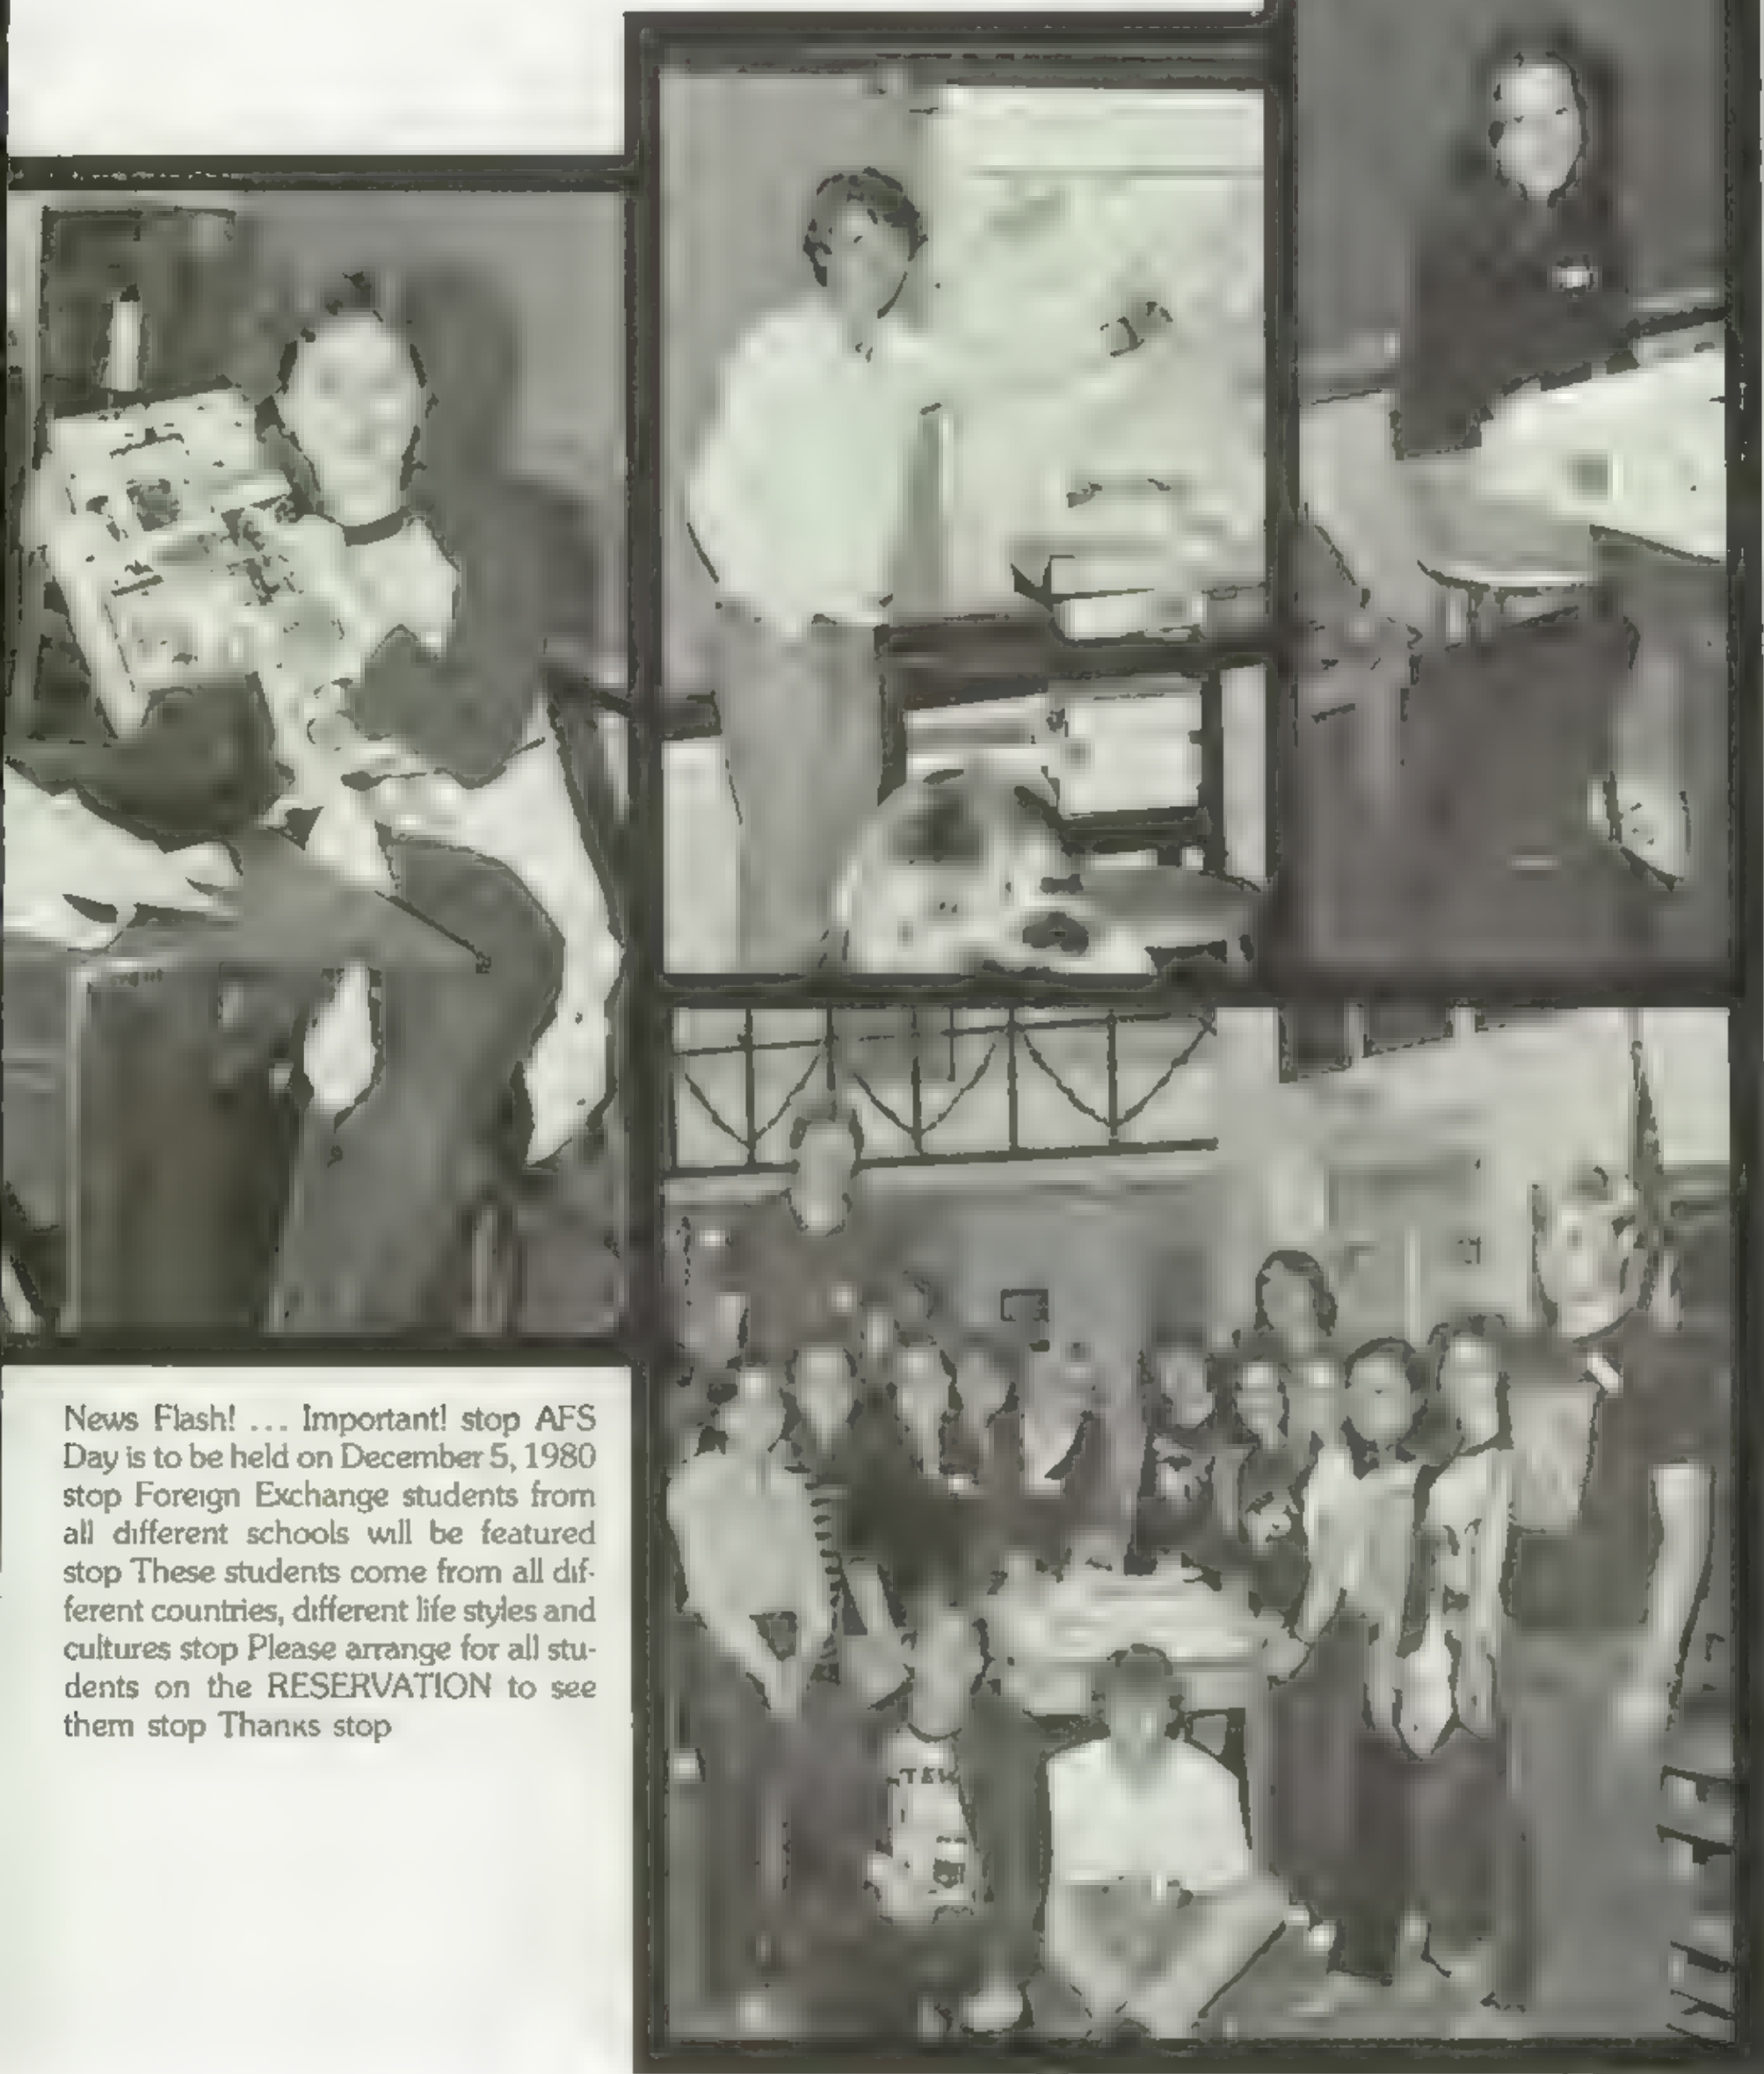 News Flash! ... Important! stop AFS
Day is to be held on December 5, 1980
stop Foreign Exchange students from
all different schools will be featured
stop These students come from all dif-
ferent countries, different life styles and
cultures stop Please arrange for all stu-
dents on the RESERVATION to see
them stop Thanks stop